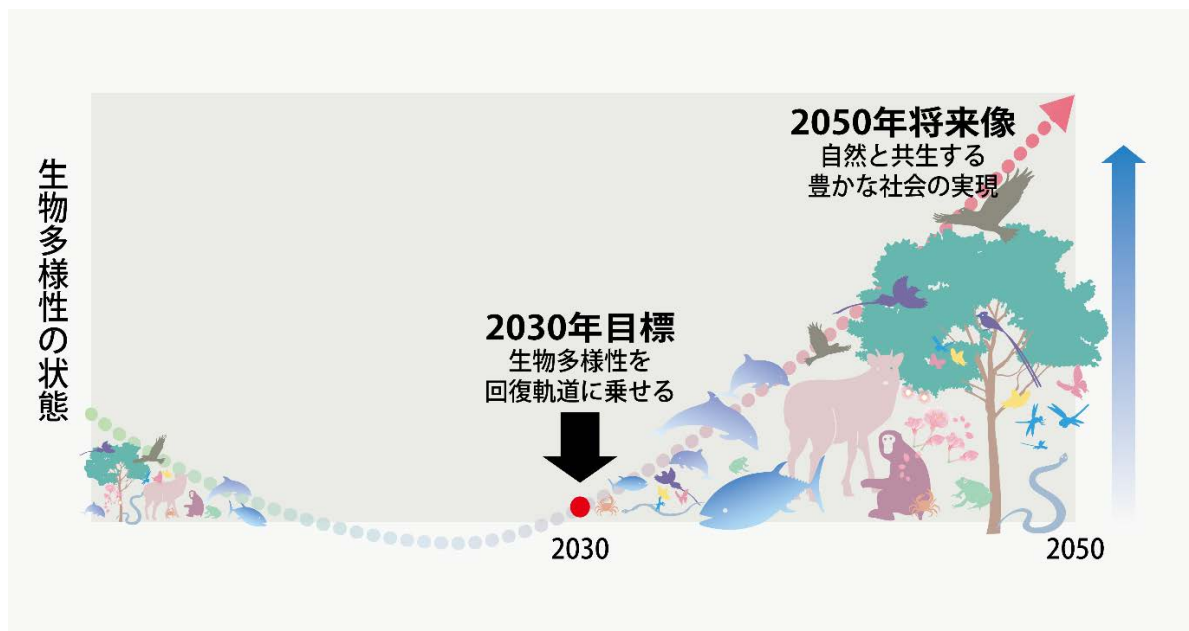 生物多様性の状態
2050年将来像
自然と共生する
豊かな社会の実現
2030年目標
生物多様性を
回復軌道に乗せる
2030
2050